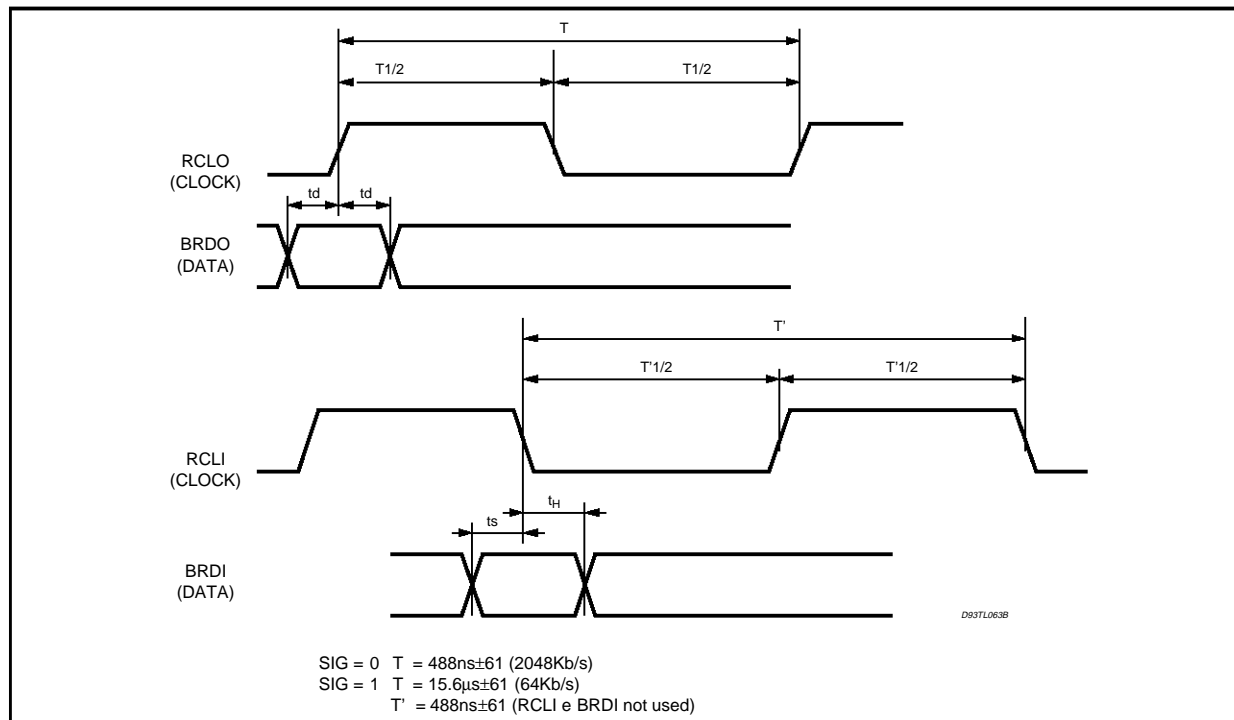 T
T1/2 T1/2
RCLO
(CLOCK)
td td
BRDO
(DATA)
T'
T'1/2 T'1/2
RCLI
(CLOCK)
ts tH
BRDI
(DATA)
D93TL063B
SIG = 0 T = 488ns±61 (2048Kb/s)
SIG = 1 T = 15.6µs±61 (64Kb/s)
T' = 488ns±61 (RCLI e BRDI not used)